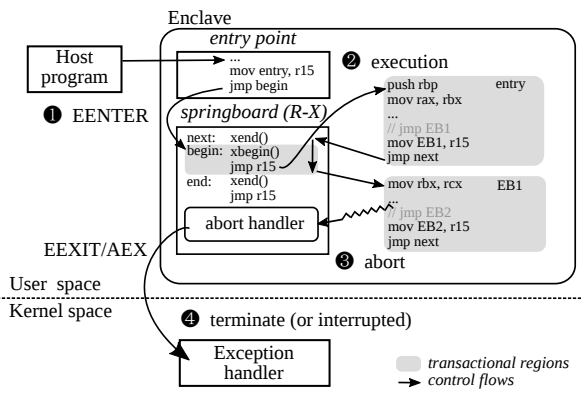 Enclave
entry point
Host
program
...
mov entry, r15
jmp begin
❶ EENTER
❷ execution
push rbp entry
mov rax, rbx
...
// jmp EB1
mov EB1, r15
jmp next
springboard (R-X)
next: xend()
begin: xbegin()
jmp r15
end: xend()
jmp r15
abort handler
mov rbx, rcx EB1
...
// jmp EB2
mov EB2, r15
jmp next
❸ abort
EEXIT/AEX
User space
Kernel space
❹ terminate (or interrupted)
Exception
handler
transactional regions
control flows